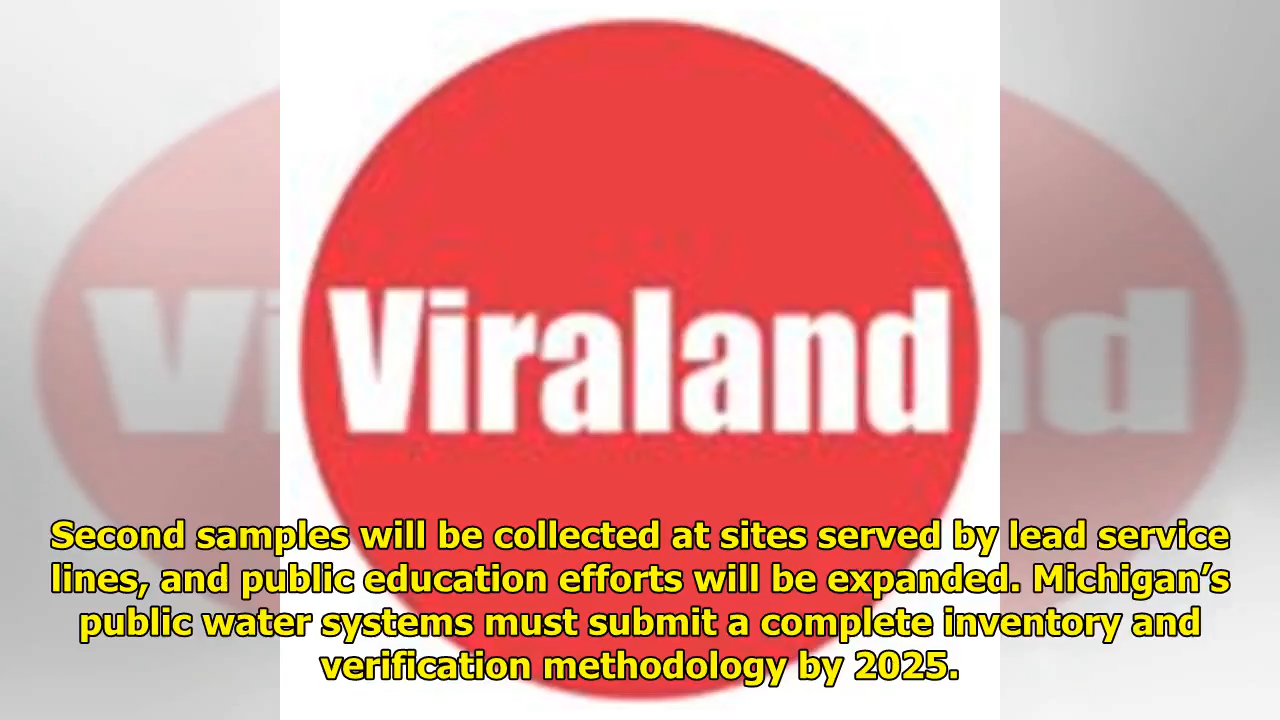 Viraland
Second samples will be collected at sites served by lead service
lines, and public education efforts will be expanded. Michigan’s
public water systems must submit a complete inventory and
verification methodology by 2025.